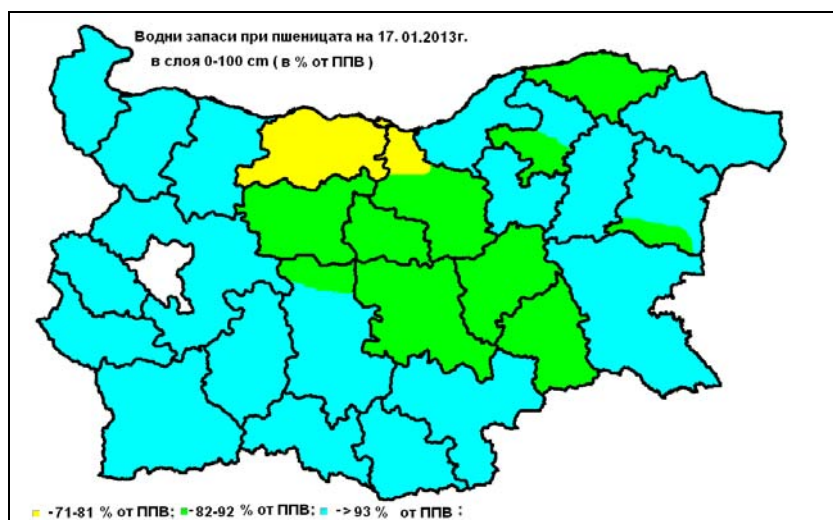 Водни запаси при пшеницата на 17.01.2013г.
в слоя 0-100 cm ( в % от ППВ )
-71-81 % от ППВ; -82-92 % от ППВ; ->93 % от ППВ ;